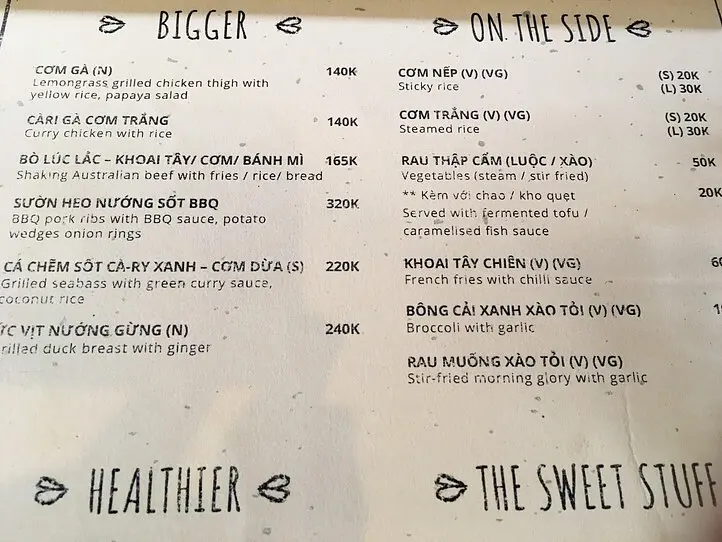 BIGGER
CƠM GÀ (N) 140K
Lemongrass grilled chicken thigh with
yellow rice, papaya salad
CÀRI GÀ CƠM TRẮNG 140K
Curry chicken with rice
BÒ LÚC LẮC – KHOAI TÂY/ CƠM/ BÁNH MÌ 165K
Shaking Australian beef with fries / rice/ bread
SƯỜN HEO NƯỚNG SỐT BBQ 320K
BBQ pork ribs with BBQ sauce, potato
wedges onion rings
CÁ CHẼM SỐT CÀ-RY XANH – CƠM DỪA (S) 220K
Grilled seabass with green curry sauce,
coconut rice
ỨC VỊT NƯỚNG GỪNG (N) 240K
rilled duck breast with ginger
HEALTHIER
ON THE SIDE
CƠM NẾP (V) (VG) (S) 20K
Sticky rice (L) 30K
CƠM TRẮNG (V) (VG) (S) 20K
Steamed rice (L) 30K
RAU THẬP CẨM (LUỘC / XÀO) 50K
Vegetables (steam / stir fried)
** Kèm với chao / kho quẹt 20K
Served with fermented tofu /
caramelised fish sauce
KHOAI TÂY CHIÊN (V) (VG)
French fries with chilli sauce
BÔNG CẢI XANH XÀO TỎI (V) (VG)
Broccoli with garlic
RAU MUỐNG XÀO TỎI (V) (VG)
Stir-fried morning glory with garlic
THE SWEET STUFF